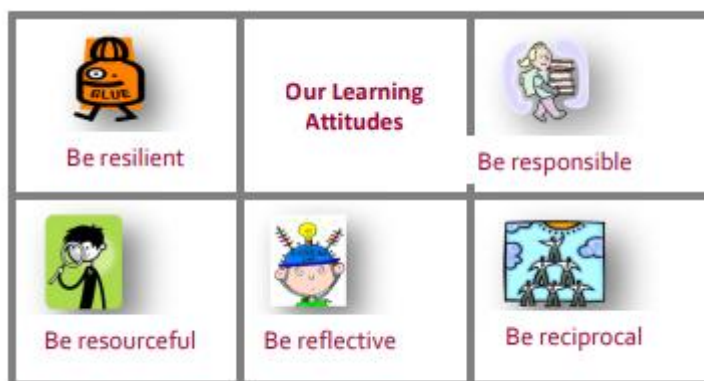 GLUE
Be resilient
Our Learning
Attitudes
Be responsible
Be resourceful
Be reflective
Be reciprocal